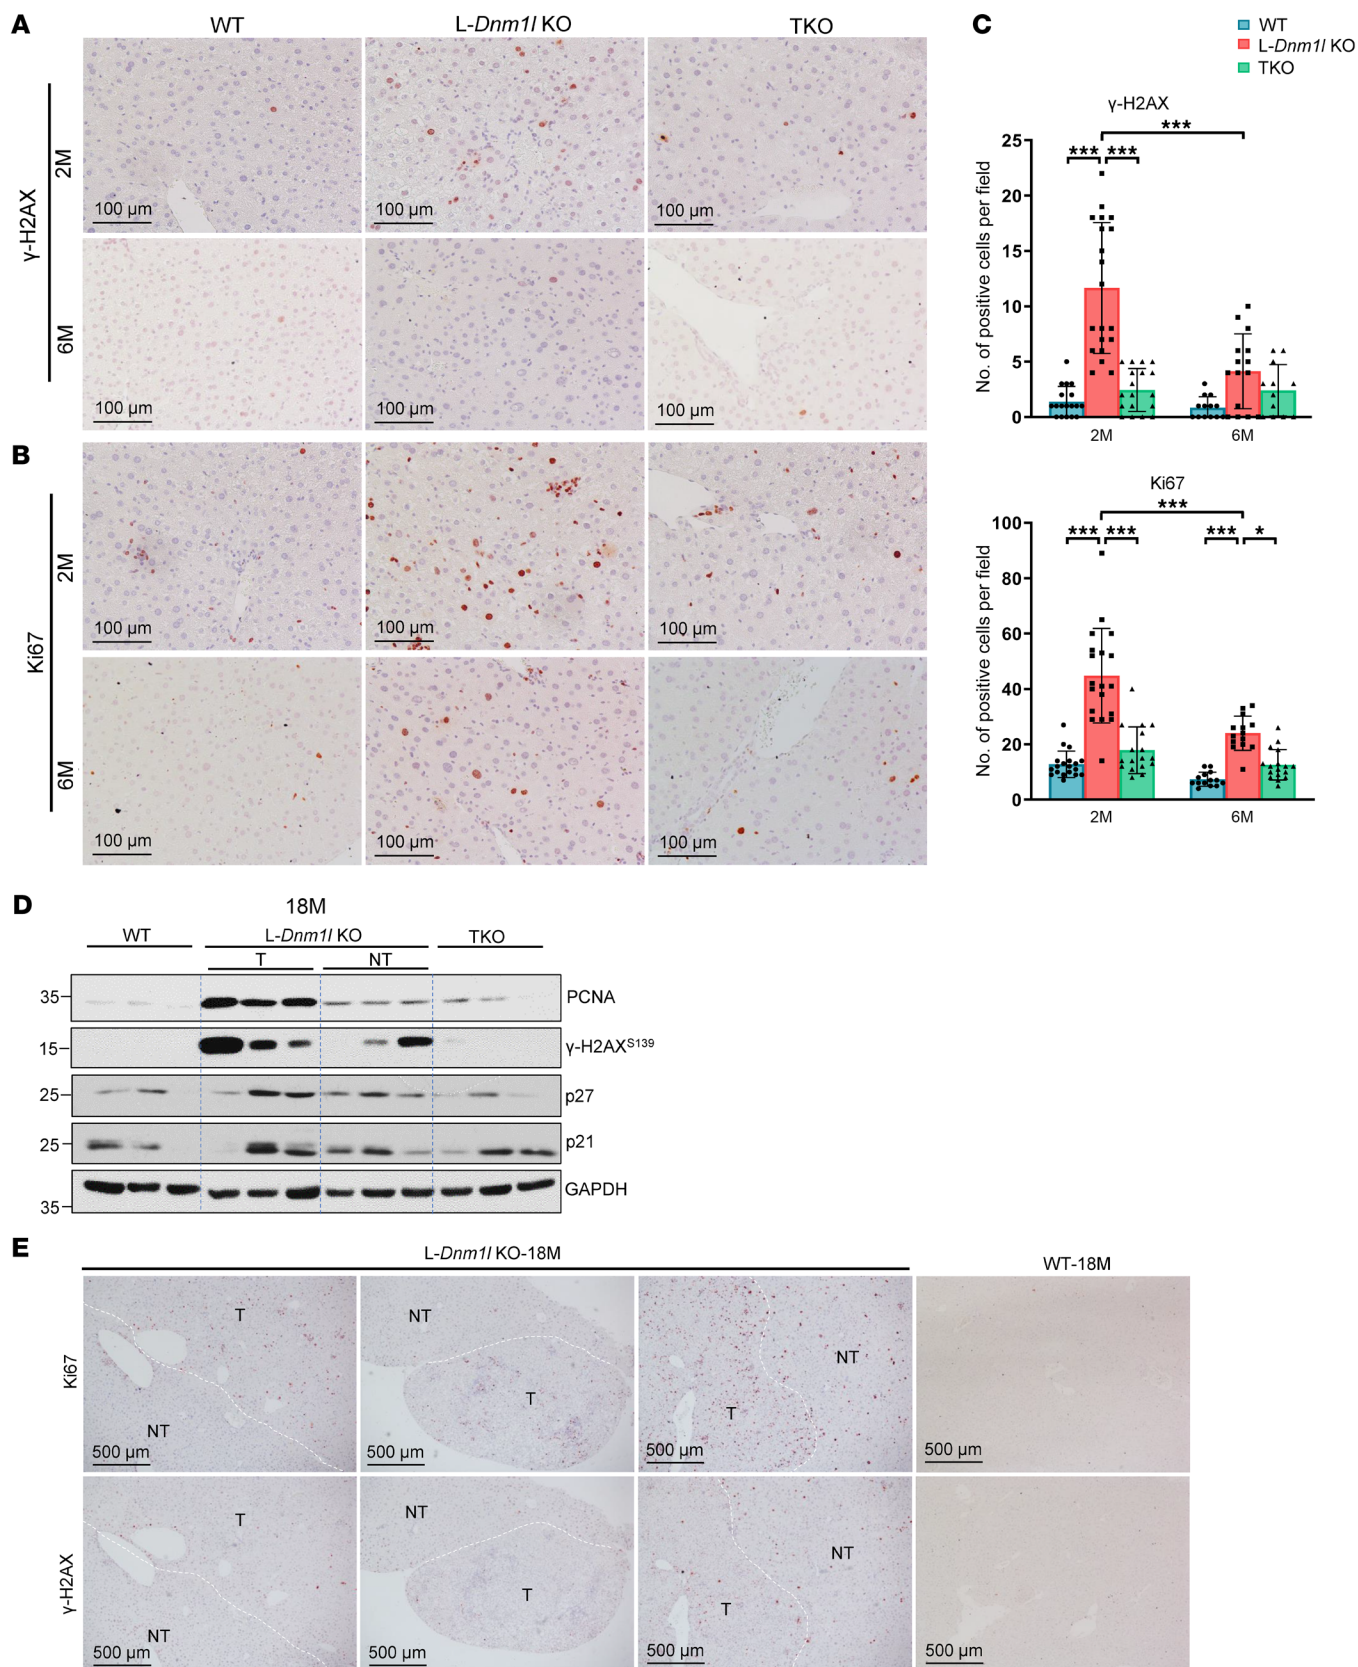 A
WT
L-Dnm1l KO
TKO
γ-H2AX
2M
100 µm
100 µm
100 µm
6M
100 µm
100 µm
100 µm
B
Ki67
2M
100 µm
100 µm
100 µm
6M
100 µm
100 µm
100 µm
C
WT
L-Dnm1l KO
TKO
γ-H2AX
No. of positive cells per field
25
20
15
10
5
0
*** ***
***
2M
6M
Ki67
No. of positive cells per field
100
80
60
40
20
0
*** ***
***
*** *
2M
6M
D
18M
WT
L-Dnm1l KO
TKO
T
NT
35
PCNA
15
γ-H2AXS139
25
p27
25
p21
35
GAPDH
E
L-Dnm1l KO-18M
WT-18M
Ki67
T
NT
500 µm
NT
T
500 µm
NT
T
500 µm
500 µm
γ-H2AX
T
NT
500 µm
NT
T
500 µm
NT
T
500 µm
500 µm